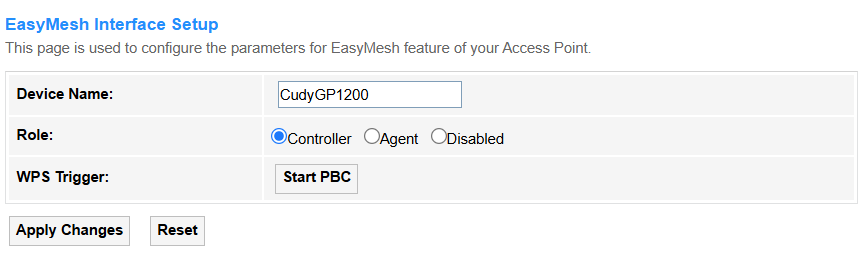 EasyMesh Interface Setup
This page is used to configure the parameters for EasyMesh feature of your Access Point.
Device Name: CudyGP1200
Role: Controller Agent Disabled
WPS Trigger: Start PBC
Apply Changes Reset